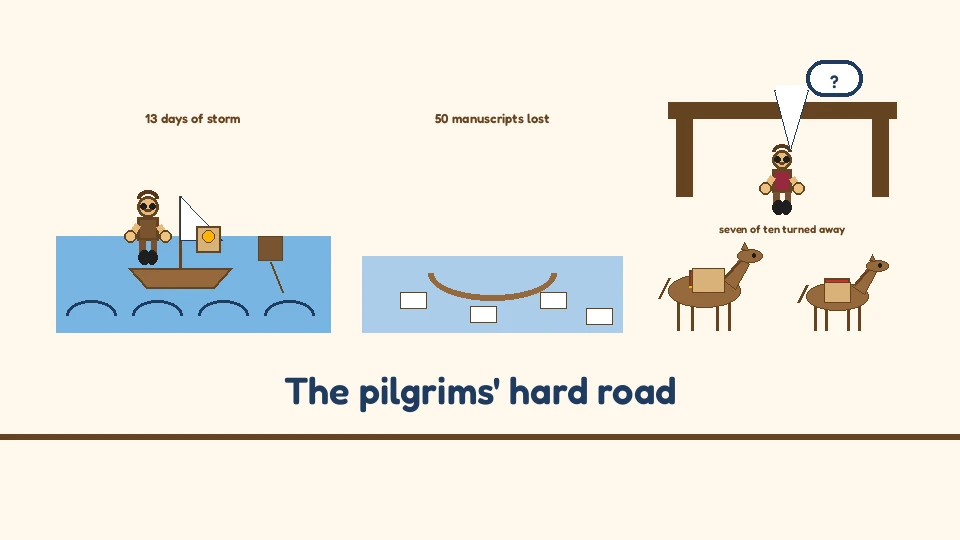 ?
13 days of storm
50 manuscripts lost
seven of ten turned away
The pilgrims' hard road